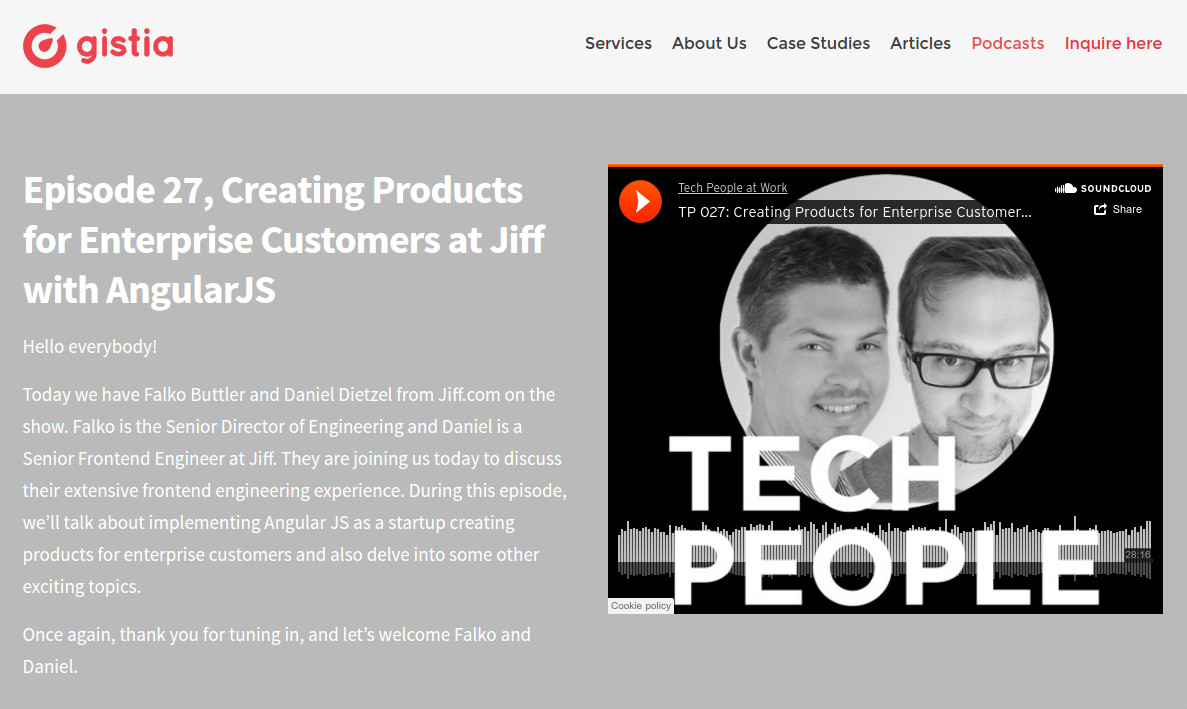 gistia
Services About Us Case Studies Articles Podcasts Inquire here
Episode 27, Creating Products
for Enterprise Customers at Jiff
with AngularJS
Hello everybody!
Today we have Falko Buttler and Daniel Dietzel from Jiff.com on the
show. Falko is the Senior Director of Engineering and Daniel is a
Senior Frontend Engineer at Jiff. They are joining us today to discuss
their extensive frontend engineering experience. During this episode,
we’ll talk about implementing Angular JS as a startup creating
products for enterprise customers and also delve into some other
exciting topics.
Once again, thank you for tuning in, and let’s welcome Falko and
Daniel.
Tech People at Work
SOUNDCLOUD
TP 027: Creating Products for Enterprise Customer...
Share
TECH
PEOPLE
28:16
Cookie policy